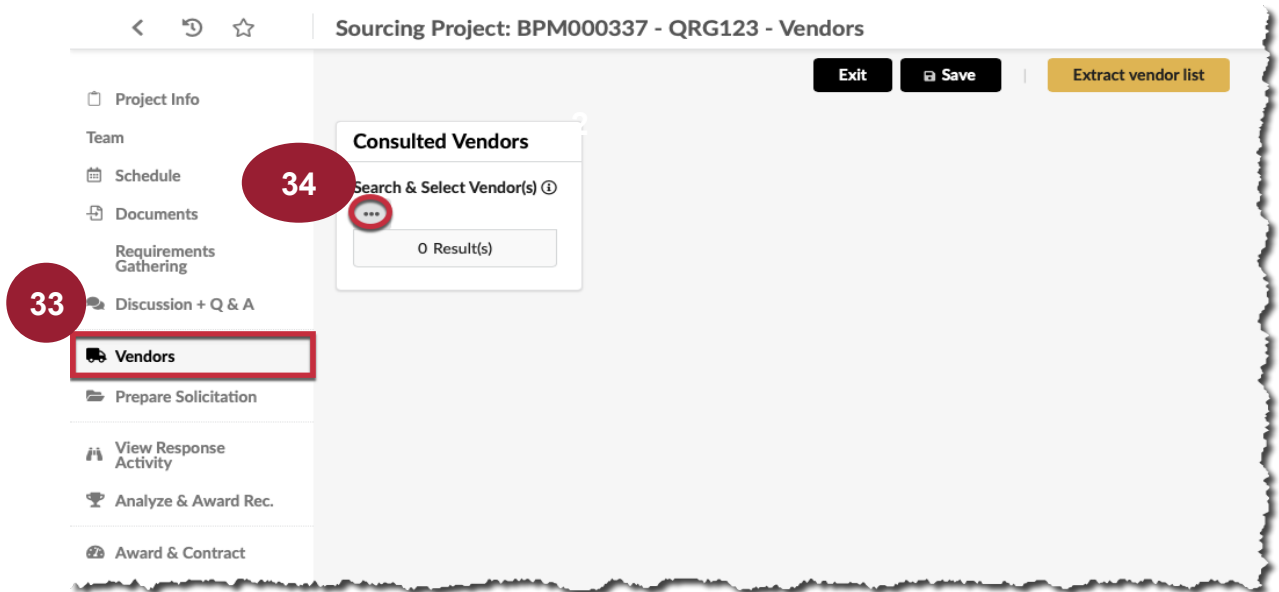 Sourcing Project: BPM000337 - QRG123 - Vendors
Exit
Save
Extract vendor list
Project Info
Team
Schedule
Documents
Requirements
Gathering
Discussion + Q & A
Vendors
Prepare Solicitation
View Response
Activity
Analyze & Award Rec.
Award & Contract
33
34
2
Consulted Vendors
Search & Select Vendor(s)
•••
0 Result(s)